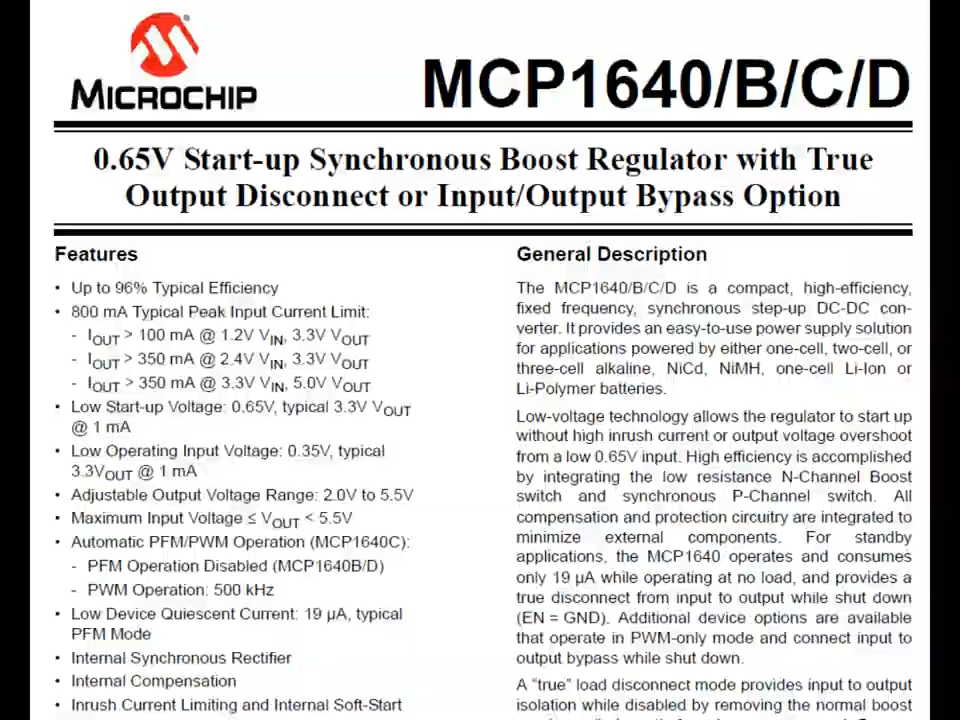 MICROCHIP
MCP1640/B/C/D
0.65V Start-up Synchronous Boost Regulator with True
Output Disconnect or Input/Output Bypass Option
Features
• Up to 96% Typical Efficiency
• 800 mA Typical Peak Input Current Limit:
- IOUT > 100 mA @ 1.2V VIN, 3.3V VOUT
- IOUT > 350 mA @ 2.4V VIN, 3.3V VOUT
- IOUT > 350 mA @ 3.3V VIN, 5.0V VOUT
• Low Start-up Voltage: 0.65V, typical 3.3V VOUT
@ 1 mA
• Low Operating Input Voltage: 0.35V, typical
3.3VOUT @ 1 mA
• Adjustable Output Voltage Range: 2.0V to 5.5V
• Maximum Input Voltage ≤ VOUT < 5.5V
• Automatic PFM/PWM Operation (MCP1640C):
- PFM Operation Disabled (MCP1640B/D)
- PWM Operation: 500 kHz
• Low Device Quiescent Current: 19 µA, typical
PFM Mode
• Internal Synchronous Rectifier
• Internal Compensation
• Inrush Current Limiting and Internal Soft-Start
General Description
The MCP1640/B/C/D is a compact, high-efficiency,
fixed frequency, synchronous step-up DC-DC con-
verter. It provides an easy-to-use power supply solution
for applications powered by either one-cell, two-cell, or
three-cell alkaline, NiCd, NiMH, one-cell Li-Ion or
Li-Polymer batteries.
Low-voltage technology allows the regulator to start up
without high inrush current or output voltage overshoot
from a low 0.65V input. High efficiency is accomplished
by integrating the low resistance N-Channel Boost
switch and synchronous P-Channel switch. All
compensation and protection circuitry are integrated to
minimize external components. For standby
applications, the MCP1640 operates and consumes
only 19 µA while operating at no load, and provides a
true disconnect from input to output while shut down
(EN = GND). Additional device options are available
that operate in PWM-only mode and connect input to
output bypass while shut down.
A “true” load disconnect mode provides input to output
isolation while disabled by removing the normal boost